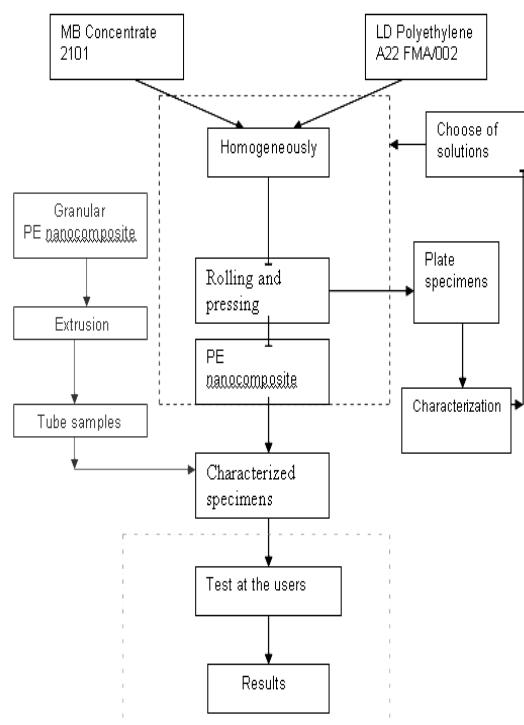 MB Concentrate
2101
LD Polyethylene
A22 FMA/002
Homogeneously
Choose of
solutions
Granular
PE nanocomposite
Rolling and
pressing
Plate
specimens
Extrusion
PE
nanocomposite
Characterization
Tube samples
Characterized
specimens
Test at the users
Results